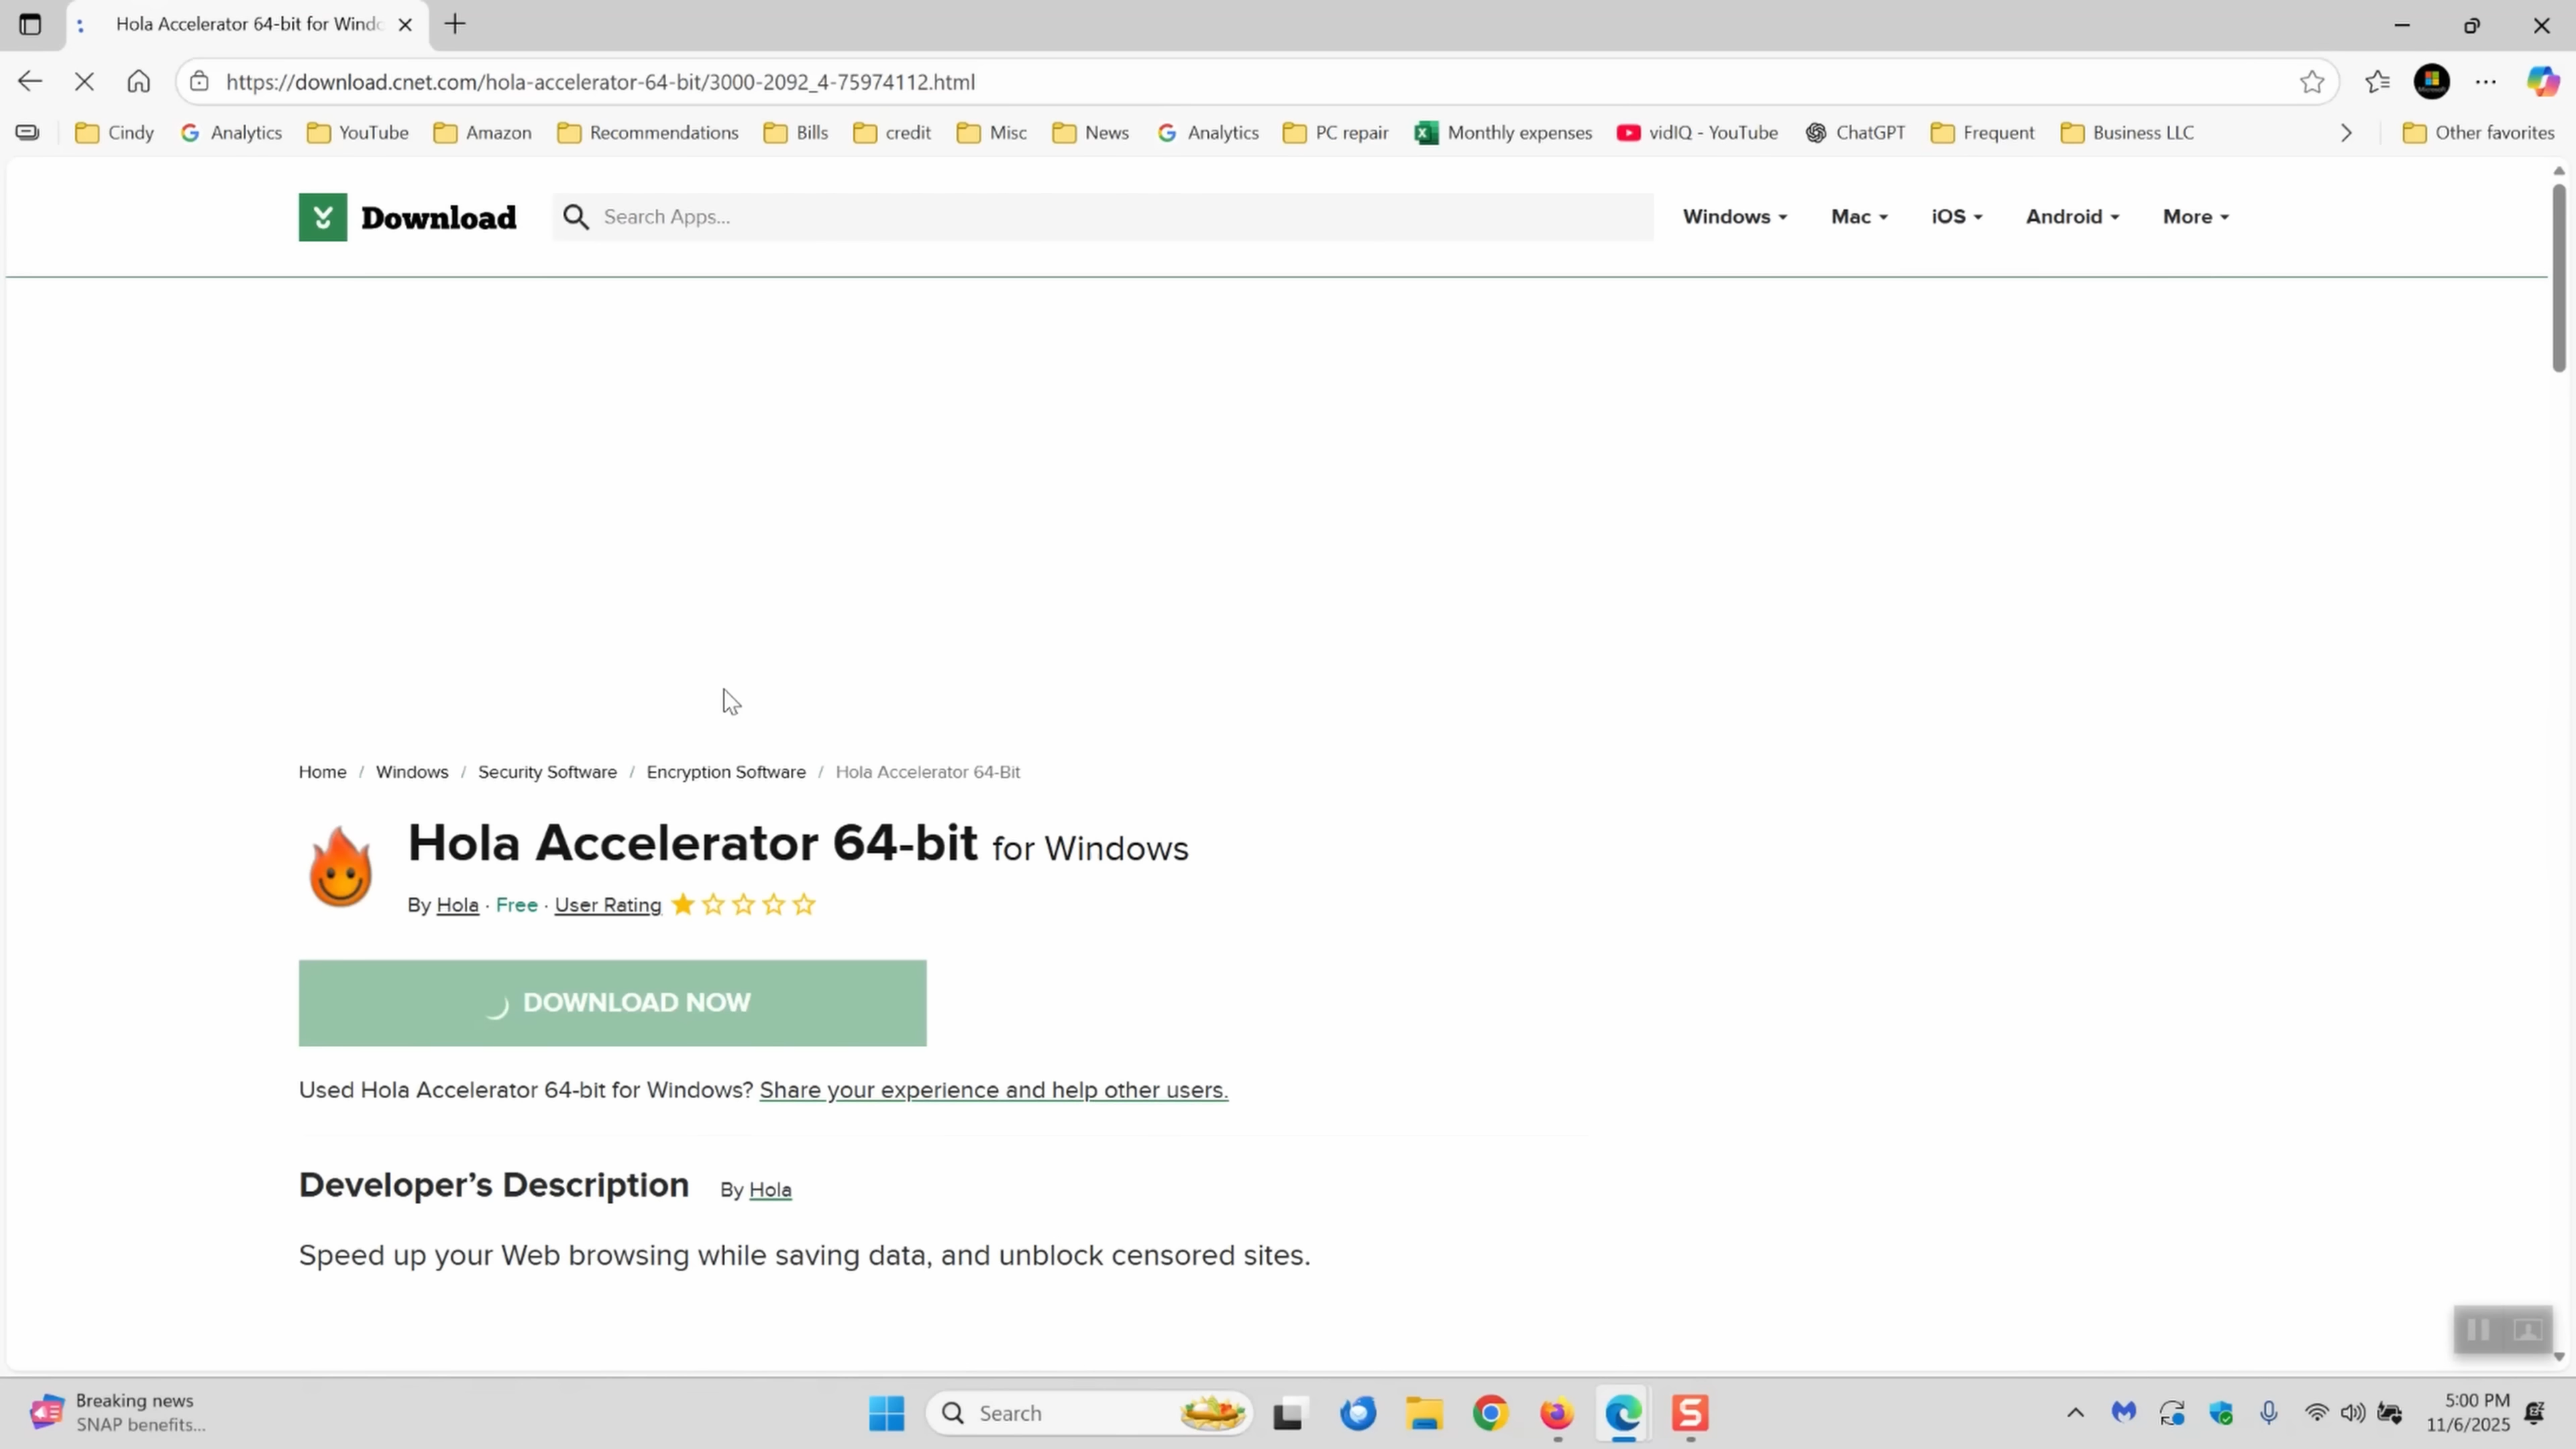 Hola Accelerator 64-bit for Windo
https://download.cnet.com/hola-accelerator-64-bit/3000-2092_4-75974112.html
Cindy Analytics YouTube Amazon Recommendations Bills credit Misc News Analytics PC repair Monthly expenses vidIQ - YouTube ChatGPT Frequent Business LLC Other favorites
Download Search Apps... Windows Mac iOS Android More
Home / Windows / Security Software / Encryption Software / Hola Accelerator 64-Bit
Hola Accelerator 64-bit for Windows
By Hola · Free · User Rating
DOWNLOAD NOW
Used Hola Accelerator 64-bit for Windows? Share your experience and help other users.
Developer’s Description By Hola
Speed up your Web browsing while saving data, and unblock censored sites.
Breaking news
SNAP benefits...
Search
S
5:00 PM
11/6/2025